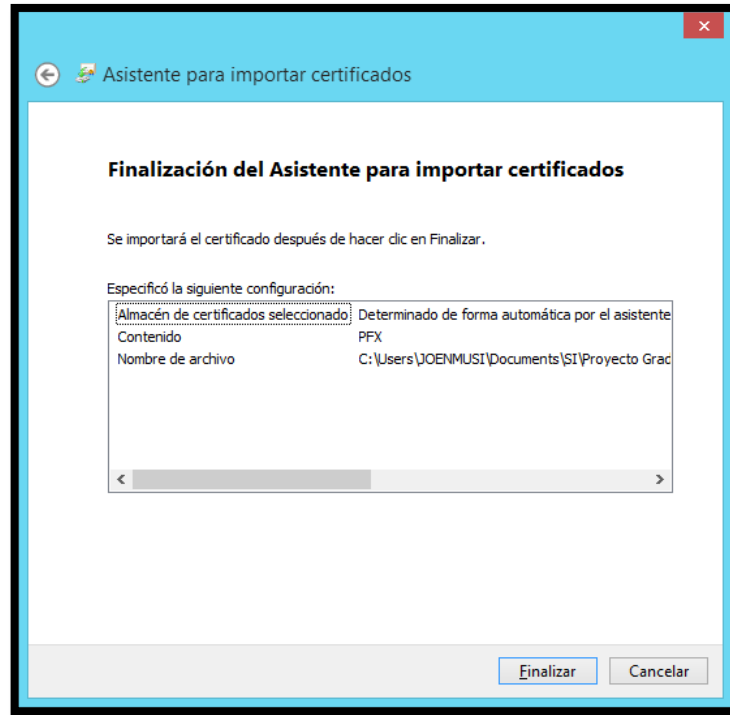 Asistente para importar certificados
Finalización del Asistente para importar certificados
Se importará el certificado después de hacer clic en Finalizar.
Especificó la siguiente configuración:
Almacén de certificados seleccionado Determinado de forma automática por el asistente
Contenido PFX
Nombre de archivo C:\Users\JOENMUSI\Documents\SI\Proyecto Grad
Finalizar Cancelar